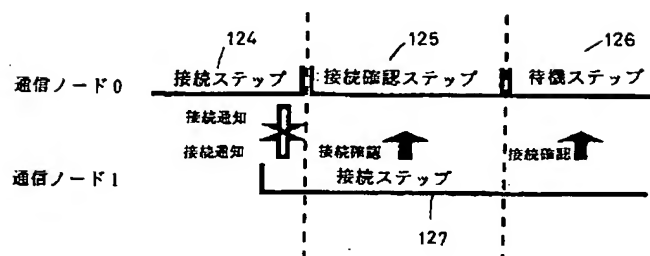 124
125
126
通信ノード0
接続ステップ
接続確認ステップ
待機ステップ
接続通知
接続通知
接続確認
接続確認
通信ノード1
接続ステップ
127